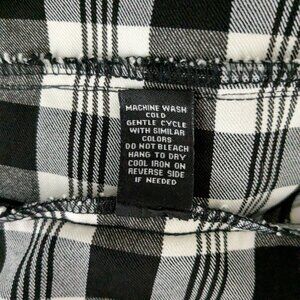 MACHINE WASH
COLD
GENTLE CYCLE
WITH SIMILAR
COLORS
DO NOT BLEACH
HANG TO DRY
COOL IRON ON
REVERSE SIDE
IF NEEDED